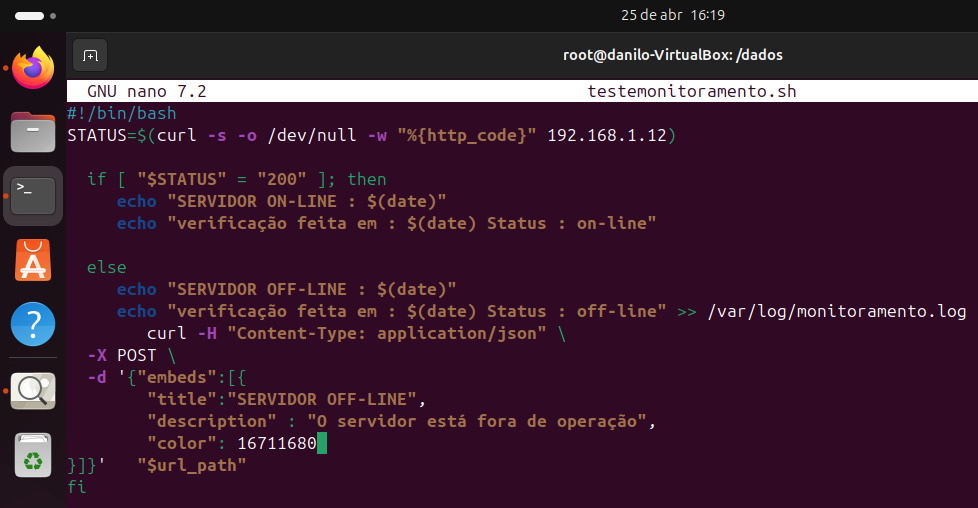 25 de abr 16:19
root@danilo-VirtualBox: /dados
GNU nano 7.2 testemonitoramento.sh
#!/bin/bash
STATUS=$(curl -s -o /dev/null -w "%{http_code}" 192.168.1.12)
if [ "$STATUS" = "200" ]; then
echo "SERVIDOR ON-LINE : $(date)"
echo "verificação feita em : $(date) Status : on-line"
else
echo "SERVIDOR OFF-LINE : $(date)"
echo "verificação feita em : $(date) Status : off-line" >> /var/log/monitoramento.log
curl -H "Content-Type: application/json" \
-X POST \
-d '{"embeds":[{
"title":"SERVIDOR OFF-LINE",
"description" : "O servidor está fora de operação",
"color": 16711680
}]}' "$url_path"
fi